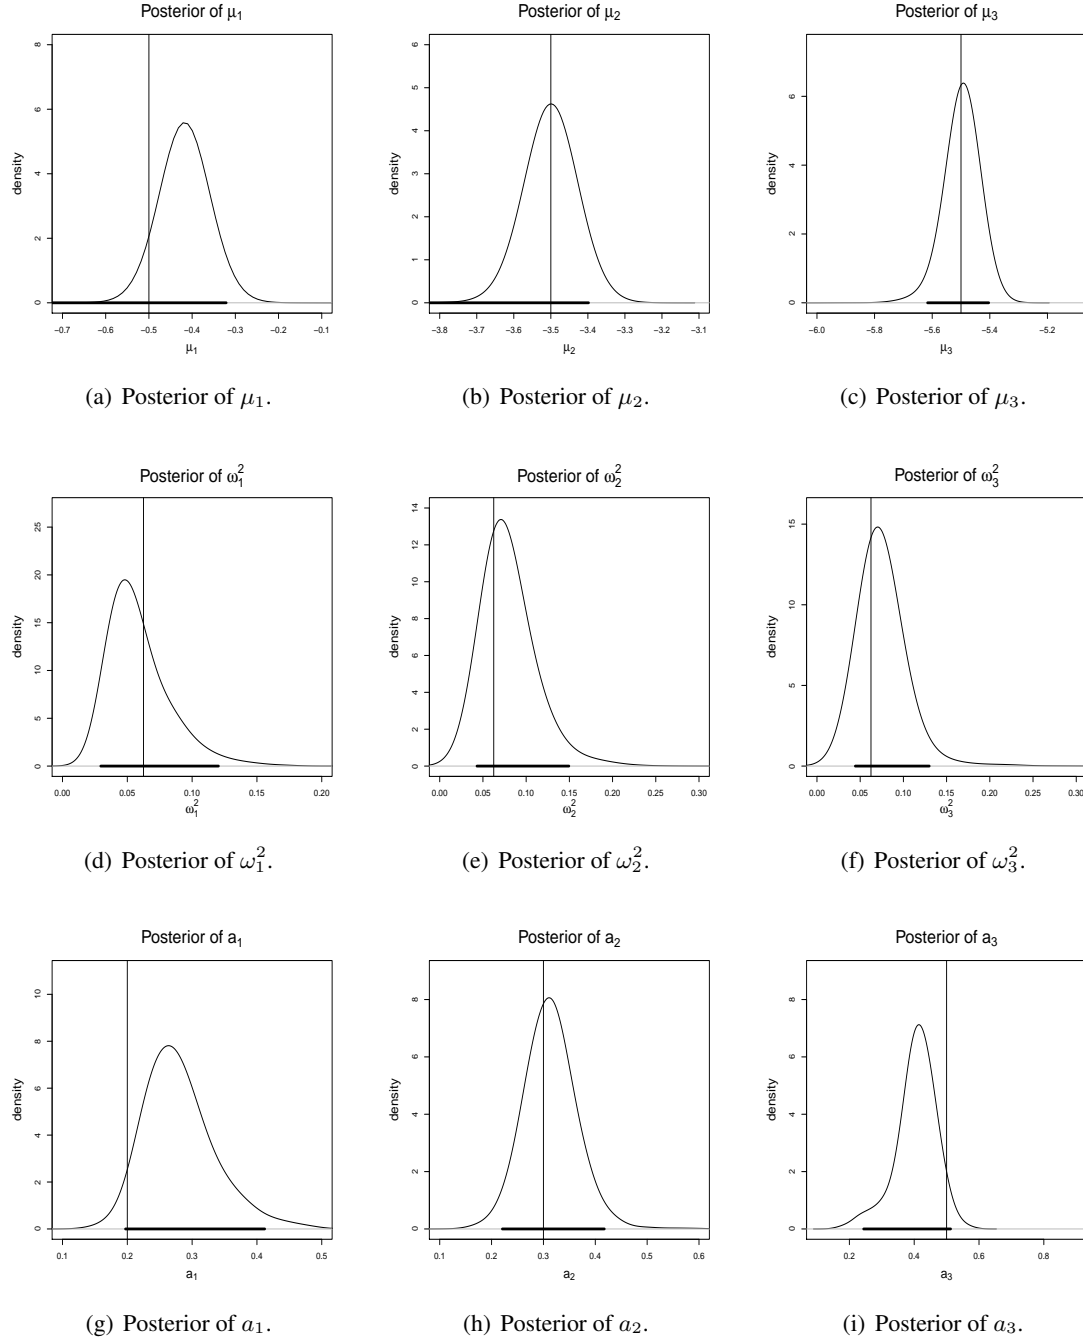 Posterior of μ1 Posterior of μ2 Posterior of μ3
density 0 2 4 6 8
−0.7 −0.6 −0.5 −0.4 −0.3 −0.2 −0.1
μ1
density 0 1 2 3 4 5 6
−3.8 −3.7 −3.6 −3.5 −3.4 −3.3 −3.2 −3.1
μ2
density 0 2 4 6
−6.0 −5.8 −5.6 −5.4 −5.2
μ3
(a) Posterior of μ1. (b) Posterior of μ2. (c) Posterior of μ3.
Posterior of ω1² Posterior of ω2² Posterior of ω3²
density 0 5 10 15 20 25
0.00 0.05 0.10 0.15 0.20
ω1²
density 0 2 4 6 8 10 12 14
0.00 0.05 0.10 0.15 0.20 0.25 0.30
ω2²
density 0 5 10 15
0.00 0.05 0.10 0.15 0.20 0.25 0.30
ω3²
(d) Posterior of ω1². (e) Posterior of ω2². (f) Posterior of ω3².
Posterior of a1 Posterior of a2 Posterior of a3
density 0 2 4 6 8 10
0.1 0.2 0.3 0.4 0.5
a1
density 0 2 4 6 8
0.1 0.2 0.3 0.4 0.5 0.6
a2
density 0 2 4 6 8
0.2 0.4 0.6 0.8
a3
(g) Posterior of a1. (h) Posterior of a2. (i) Posterior of a3.